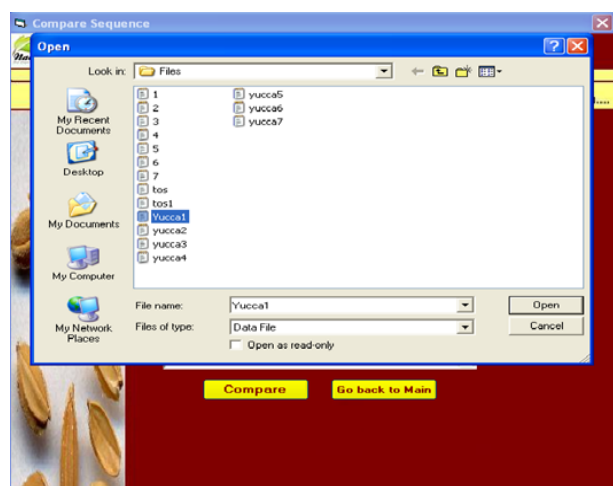 Compare Sequence
Open
Look in:
Files
My Recent
Documents
Desktop
My Documents
My Computer
My Network
Places
1
2
3
4
5
6
7
tos
tos1
Yucca1
yucca2
yucca3
yucca4
yucca5
yucca6
yucca7
File name:
Yucca1
Open
Files of type:
Data File
Cancel
Open as read-only
Compare
Go back to Main